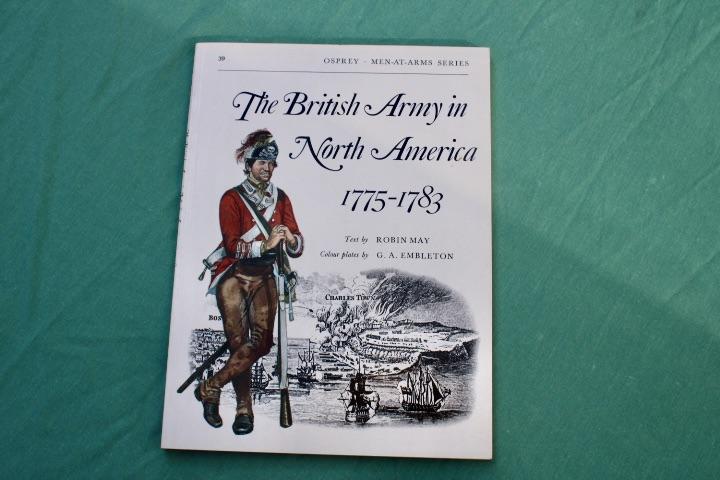 39 OSPREY - MEN-AT-ARMS SERIES
The British Army in
North America
1775-1783
Text by ROBIN MAY
Colour plates by G. A. EMBLETON
CHARLES TOWN
BOS